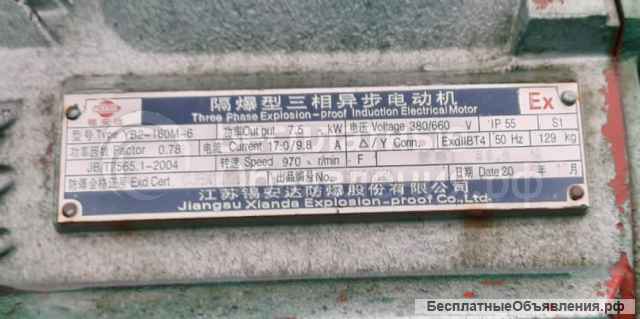 隔爆型三相异步电动机
Three Phase Explosion-proof Induction Electrical Motor
Ex
型号 Type YB2-180M-6 功率 Out put 7.5 kW 电压 Voltage 380/660 V IP 55 S1
功率因数 P.factor 0.78 电流 Current 17.0/9.8 A △/Y Conn. ExdIIBT4 50 Hz 129 kg
JB/T7565.1-2004 转速 Speed 970 r/min F
防爆合格证号 Exd Cert. 出品编号 No. 日期 Date 20 年 月
江苏锡安达防爆股份有限公司
Jiangsu Xianda Explosion-proof Co.,Ltd.
БесплатныеОбъявления.рф